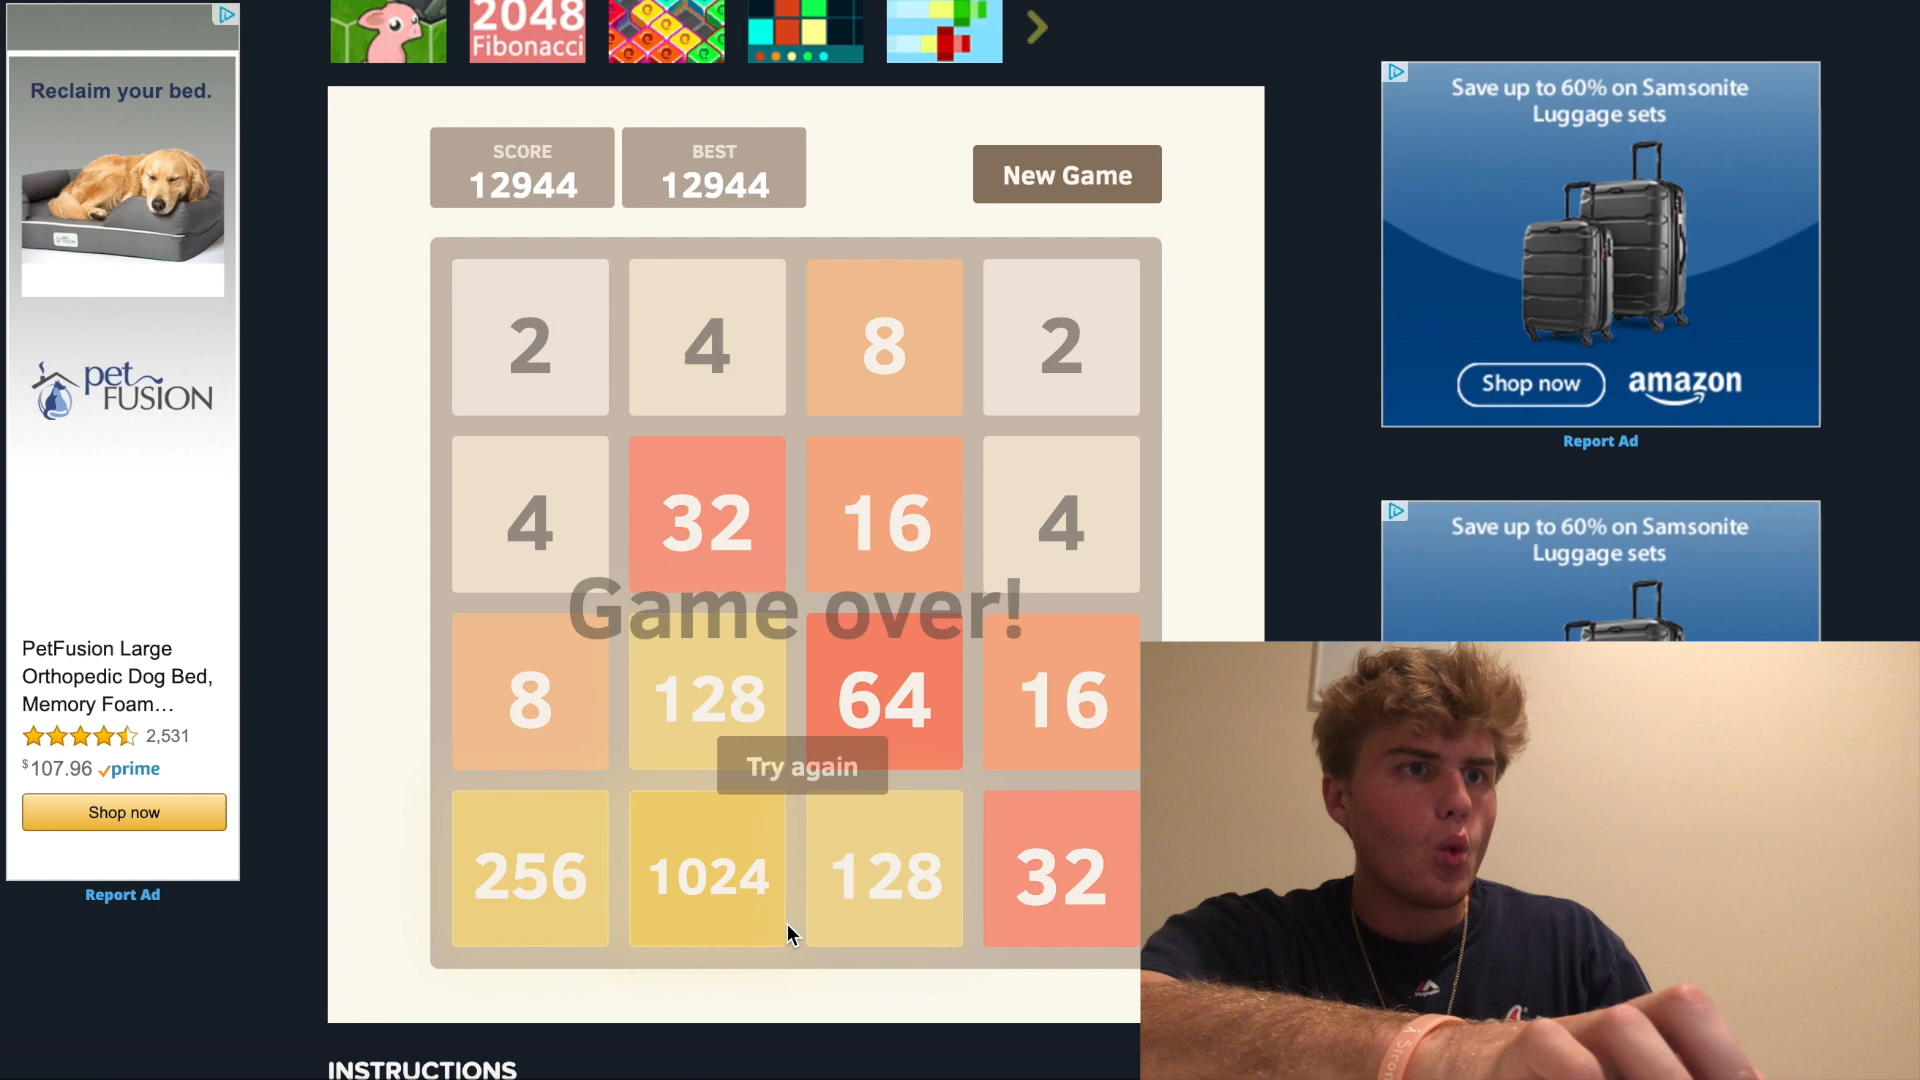 2048
Fibonacci
Reclaim your bed.
pet
FUSION
PetFusion Large
Orthopedic Dog Bed,
Memory Foam…
2,531
$107.96 prime
Shop now
Report Ad
SCORE
12944
BEST
12944
New Game
2 4 8 2
4 32 16 4
Game over!
8 128 64 16
Try again
256 1024 128 32
INSTRUCTIONS
Save up to 60% on Samsonite
Luggage sets
Shop now amazon
Report Ad
Save up to 60% on Samsonite
Luggage sets